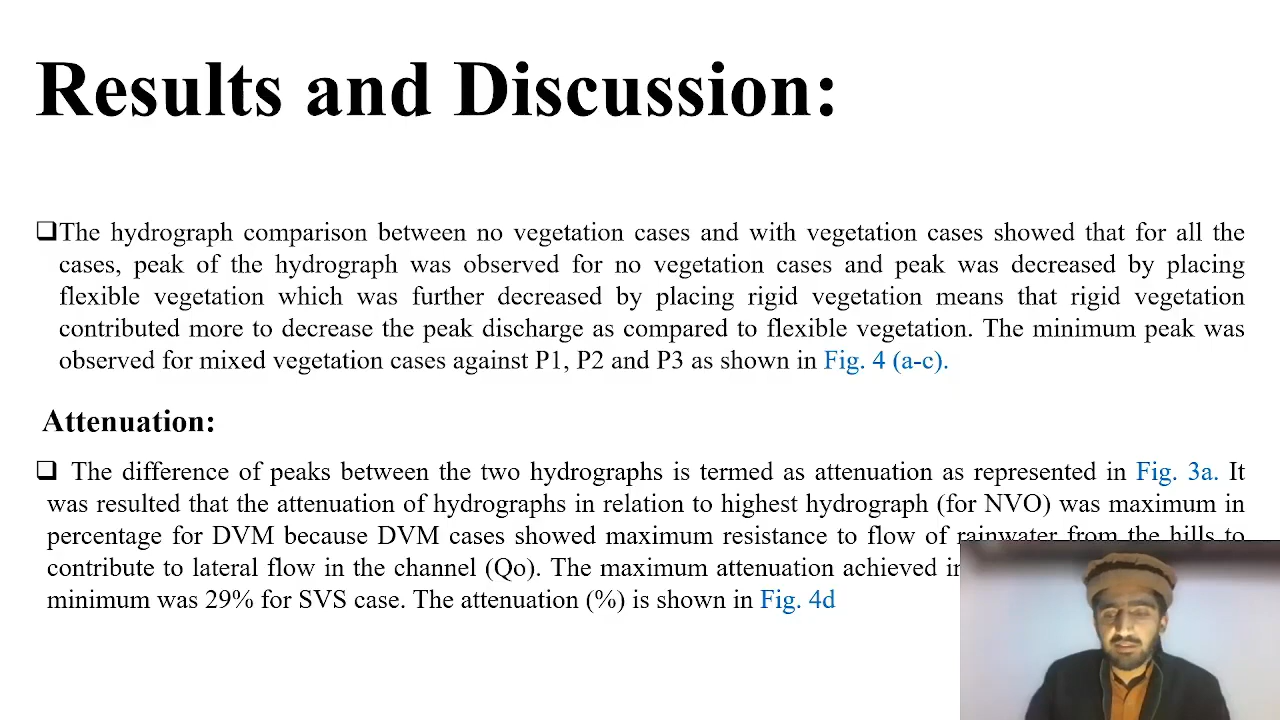 Results and Discussion:
❑The hydrograph comparison between no vegetation cases and with vegetation cases showed that for all the
cases, peak of the hydrograph was observed for no vegetation cases and peak was decreased by placing
flexible vegetation which was further decreased by placing rigid vegetation means that rigid vegetation
contributed more to decrease the peak discharge as compared to flexible vegetation. The minimum peak was
observed for mixed vegetation cases against P1, P2 and P3 as shown in Fig. 4 (a-c).
Attenuation:
❑ The difference of peaks between the two hydrographs is termed as attenuation as represented in Fig. 3a. It
was resulted that the attenuation of hydrographs in relation to highest hydrograph (for NVO) was maximum in
percentage for DVM because DVM cases showed maximum resistance to flow of rainwater from the hills to
contribute to lateral flow in the channel (Qo). The maximum attenuation achieved
minimum was 29% for SVS case. The attenuation (%) is shown in Fig. 4d